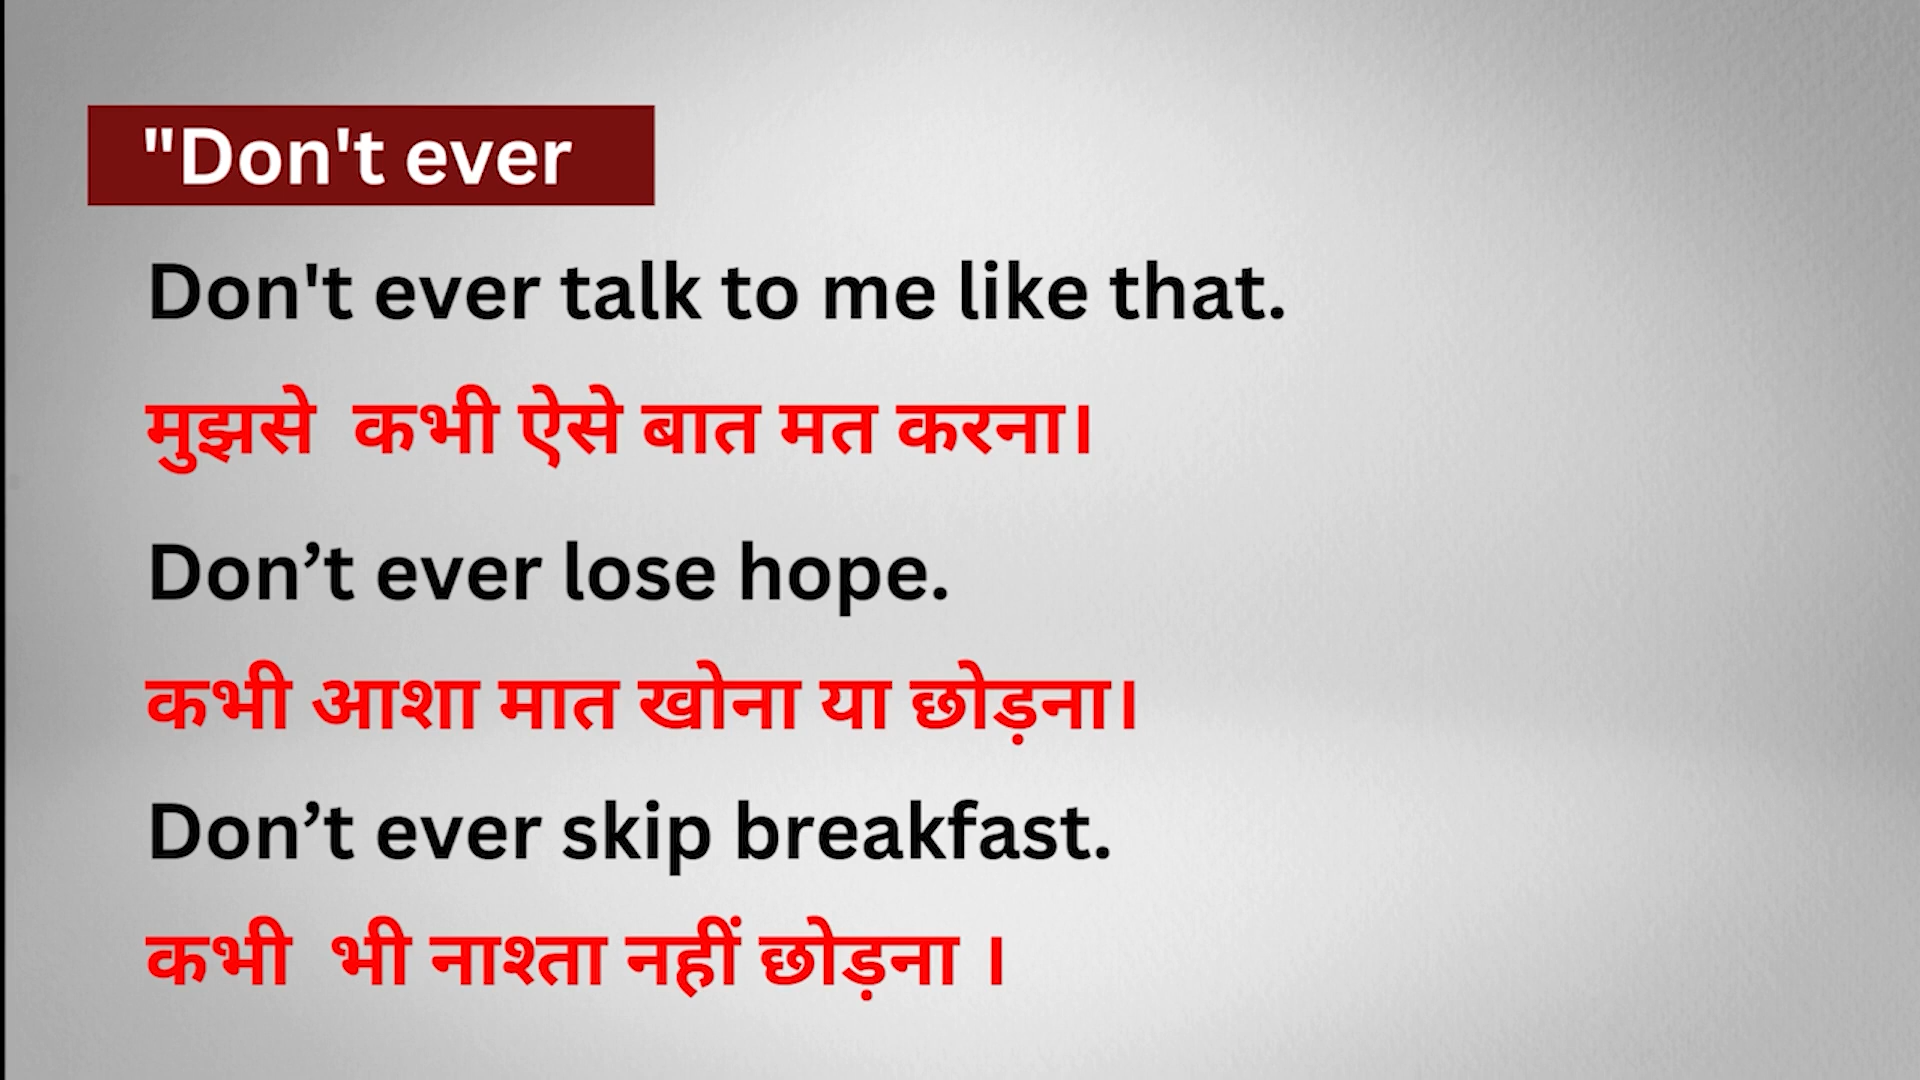 "Don't ever
Don't ever talk to me like that.
मुझसे  कभी ऐसे बात मत करना।
Don’t ever lose hope.
कभी आशा मात खोना या छोड़ना।
Don’t ever skip breakfast.
कभी  भी नाश्ता नहीं छोड़ना ।